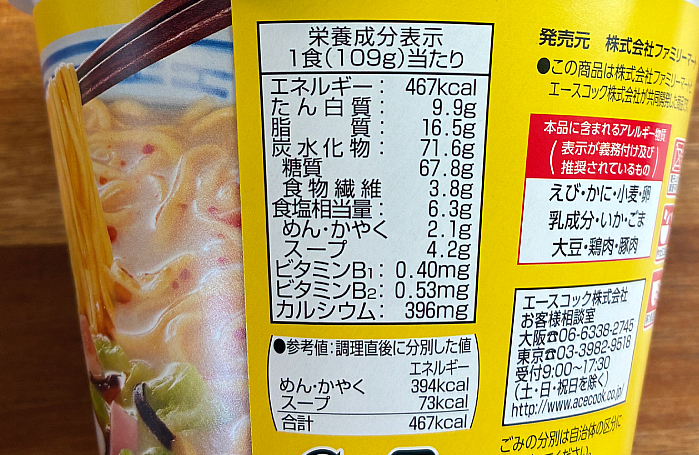 栄養成分表示
1食(109g)当たり
エネルギー: 467kcal
たん白質: 9.9g
脂質: 16.5g
炭水化物: 71.6g
糖質 67.8g
食物繊維 3.8g
食塩相当量: 6.3g
めん・かやく 2.1g
スープ 4.2g
ビタミンB1: 0.40mg
ビタミンB2: 0.53mg
カルシウム: 396mg
●参考値:調理直後に分別した値
エネルギー
めん・かやく 394kcal
スープ 73kcal
合計 467kcal
発売元 株式会社ファミリーマート
●この商品は株式会社ファミリー
エースコック株式会社が共同開発した
本品に含まれるアレルギー物質
(表示が義務付け及び
推奨されているもの)
えび・かに・小麦・卵
乳成分・いか・ごま
大豆・鶏肉・豚肉
エースコック株式会社
お客様相談室
大阪☎06-6338-2745
東京☎03-3982-9518
受付9:00~17:30
(土・日・祝日を除く)
http://www.acecook.co.jp/
ごみの分別は自治体の区分に
ください。